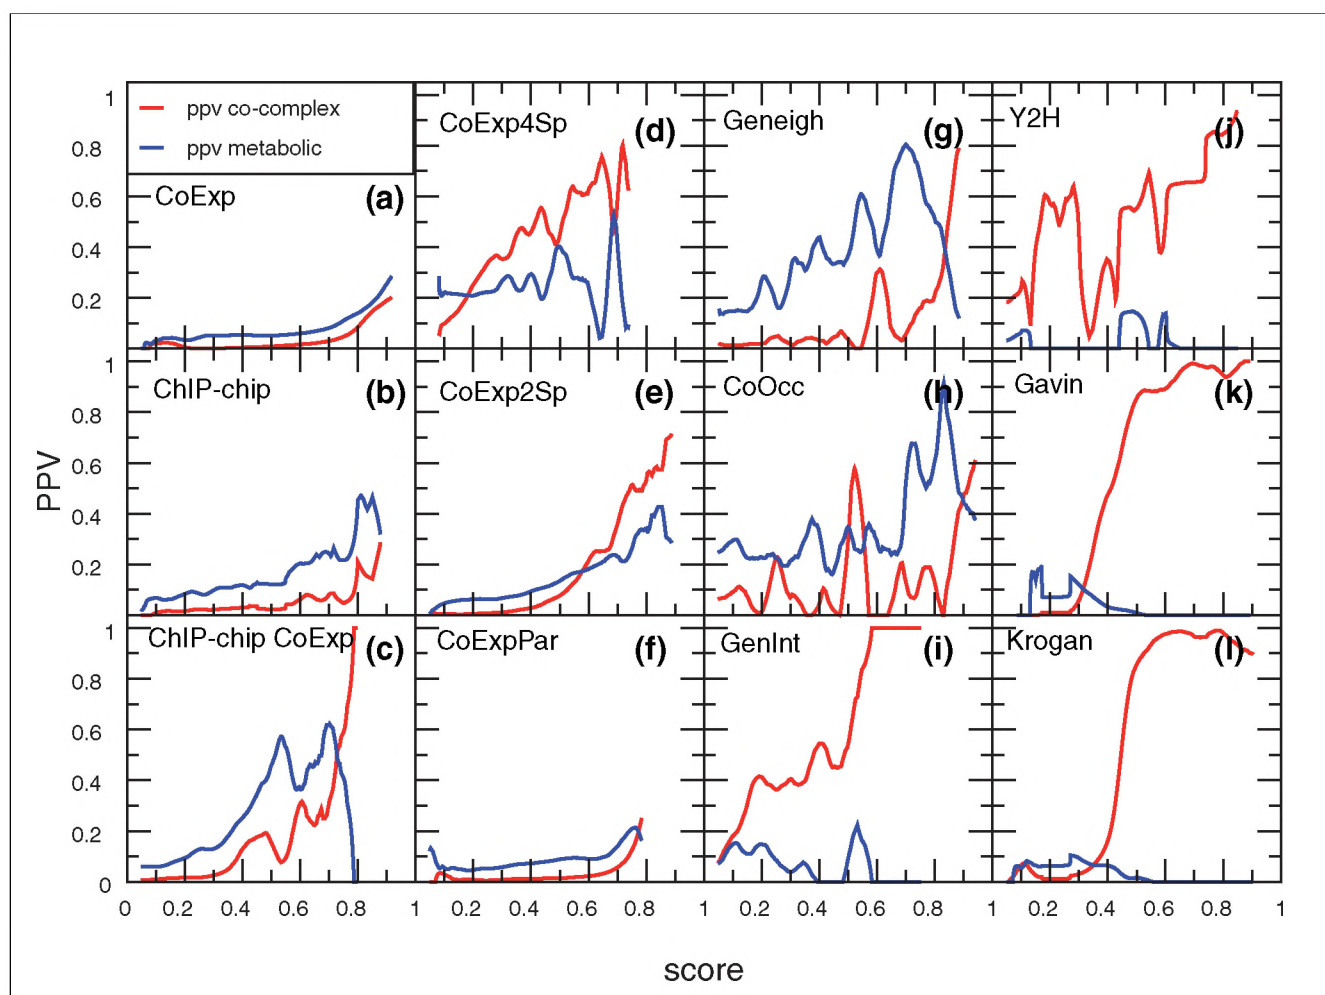 ppv co-complex
ppv metabolic
CoExp (a)
CoExp4Sp (d)
Geneigh (g)
Y2H (j)
1
0.8
0.6
0.4
0.2
0
ChIP-chip (b)
CoExp2Sp (e)
CoOcc (h)
Gavin (k)
1
0.8
0.6
0.4
0.2
0
ChIP-chip CoExp (c)
CoExpPar (f)
GenInt (i)
Krogan (l)
1
0.8
0.6
0.4
0.2
0
PPV
0 0.2 0.4 0.6 0.8 1 0.2 0.4 0.6 0.8 1 0.2 0.4 0.6 0.8 1 0.2 0.4 0.6 0.8 1
score